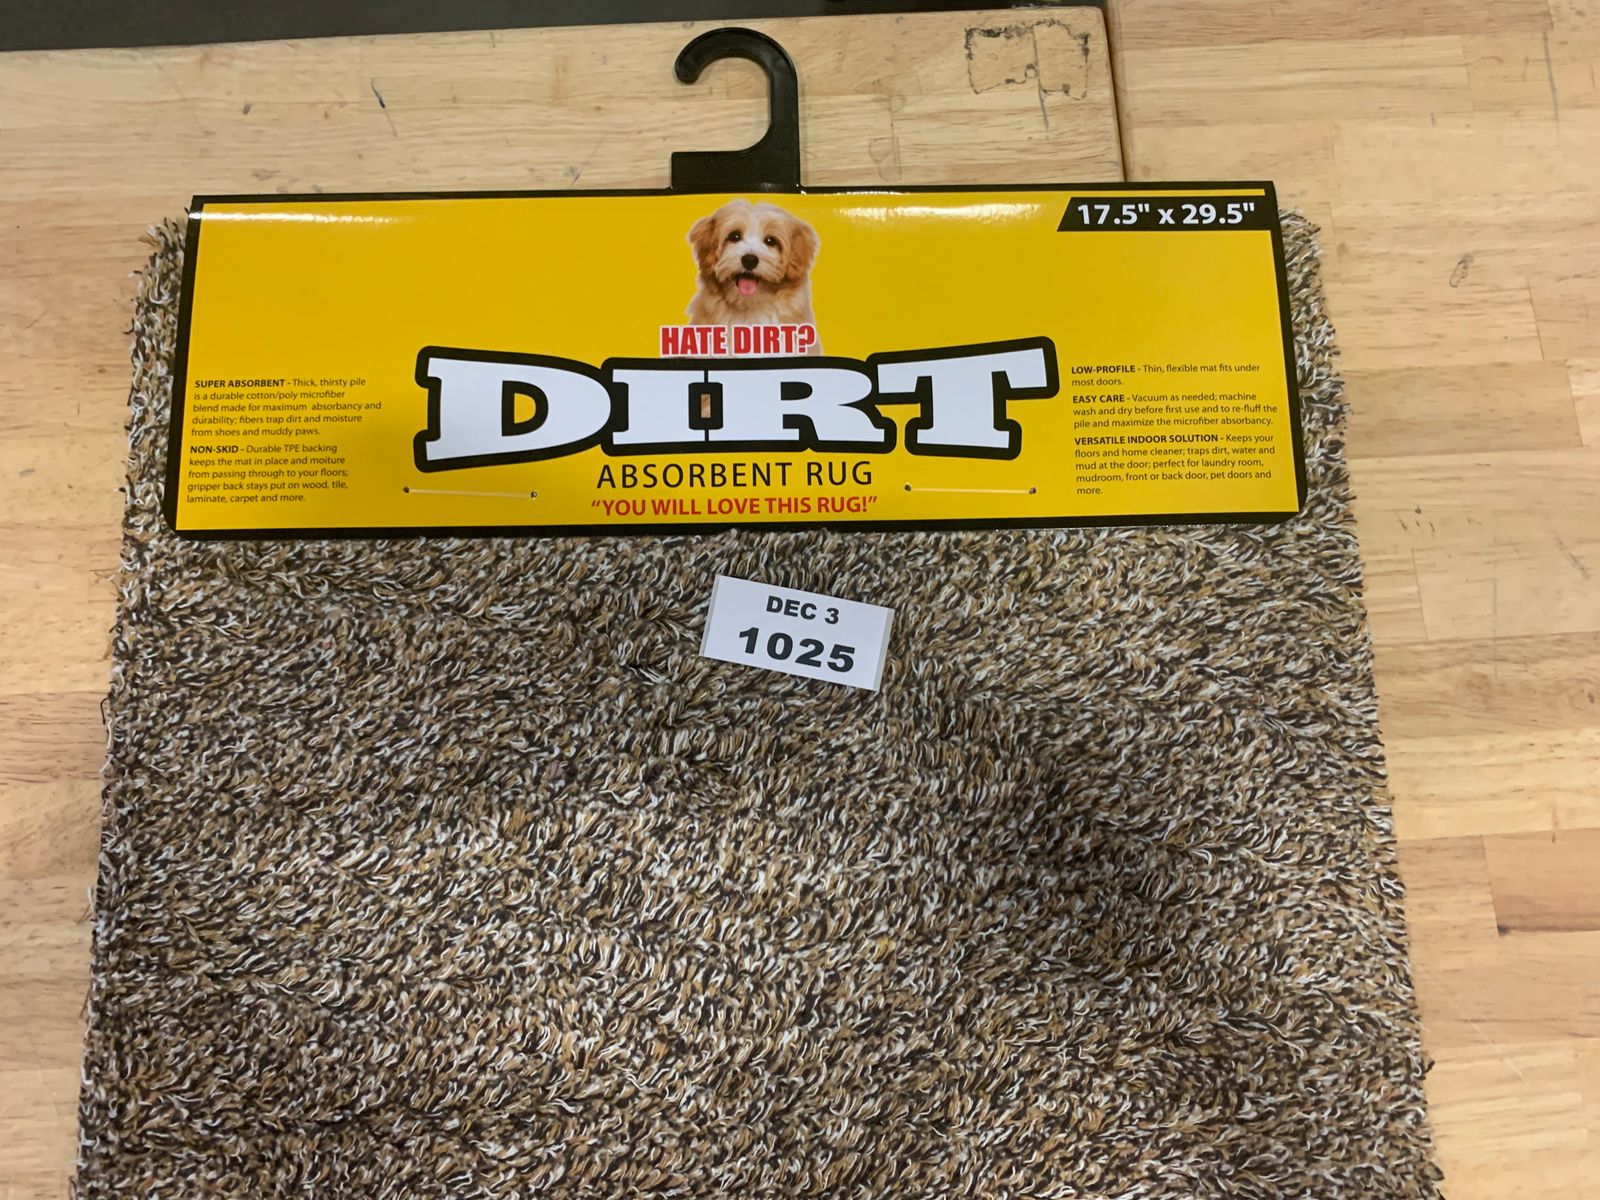 17.5" x 29.5"
HATE DIRT?
DIRT
ABSORBENT RUG
“YOU WILL LOVE THIS RUG!”
SUPER ABSORBENT - Thick, thirsty pile
is a durable cotton/poly microfiber
blend made for maximum absorbancy and
durability; fibers trap dirt and moisture
from shoes and muddy paws.
NON-SKID - Durable TPE backing
keeps the mat in place and moiture
from passing through to your floors;
gripper back stays put on wood, tile,
laminate, carpet and more.
LOW-PROFILE - Thin, flexible mat fits under
most doors.
EASY CARE - Vacuum as needed; machine
wash and dry before first use and to re-fluff the
pile and maximize the microfiber absorbancy.
VERSATILE INDOOR SOLUTION - Keeps your
floors and home cleaner; traps dirt, water and
mud at the door; perfect for laundry room,
mudroom, front or back door, pet doors and
more.
DEC 3
1025